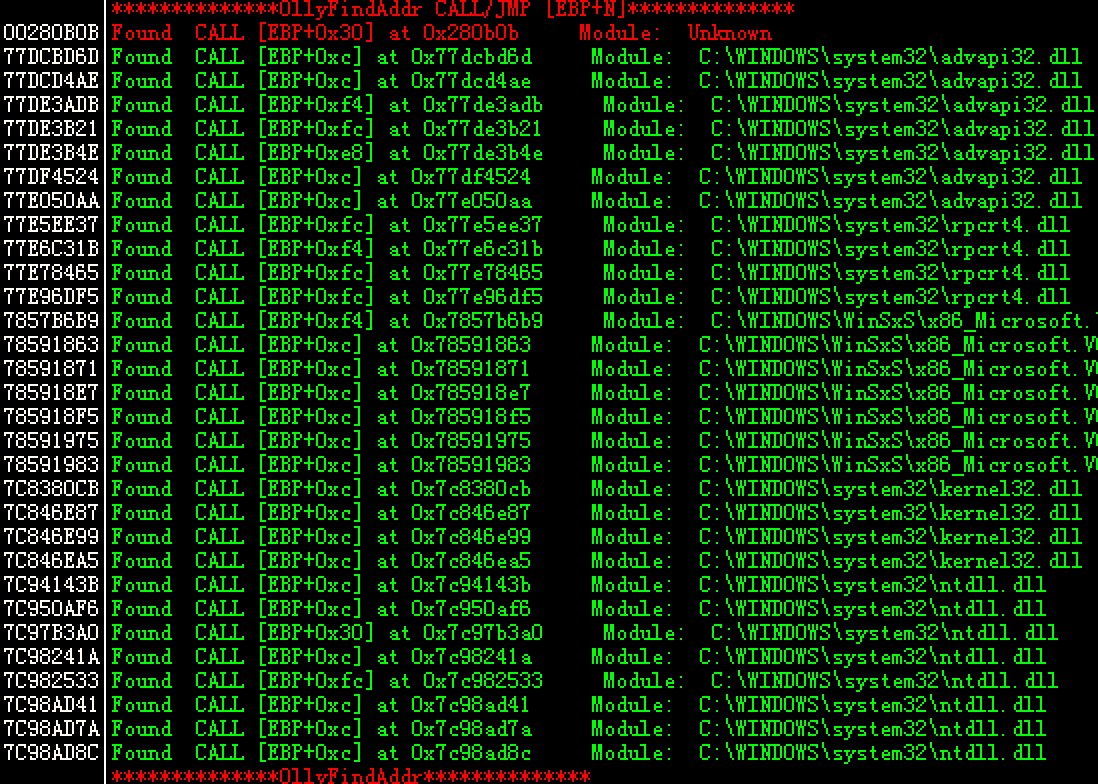 **************OllyFindAddr CALL/JMP [EBP+N]**************
00280B0B Found CALL [EBP+0x30] at 0x280b0b Module: Unknown
77DCBD6D Found CALL [EBP+0xc] at 0x77dcbd6d Module: C:\WINDOWS\system32\advapi32.dll
77DCD4AE Found CALL [EBP+0xc] at 0x77dcd4ae Module: C:\WINDOWS\system32\advapi32.dll
77DE3ADB Found CALL [EBP+0xf4] at 0x77de3adb Module: C:\WINDOWS\system32\advapi32.dll
77DE3B21 Found CALL [EBP+0xfc] at 0x77de3b21 Module: C:\WINDOWS\system32\advapi32.dll
77DE3B4E Found CALL [EBP+0xe8] at 0x77de3b4e Module: C:\WINDOWS\system32\advapi32.dll
77DF4524 Found CALL [EBP+0xc] at 0x77df4524 Module: C:\WINDOWS\system32\advapi32.dll
77E050AA Found CALL [EBP+0xc] at 0x77e050aa Module: C:\WINDOWS\system32\advapi32.dll
77E5EE37 Found CALL [EBP+0xfc] at 0x77e5ee37 Module: C:\WINDOWS\system32\rpcrt4.dll
77E6C31B Found CALL [EBP+0xf4] at 0x77e6c31b Module: C:\WINDOWS\system32\rpcrt4.dll
77E78465 Found CALL [EBP+0xfc] at 0x77e78465 Module: C:\WINDOWS\system32\rpcrt4.dll
77E96DF5 Found CALL [EBP+0xfc] at 0x77e96df5 Module: C:\WINDOWS\system32\rpcrt4.dll
7857B6B9 Found CALL [EBP+0xf4] at 0x7857b6b9 Module: C:\WINDOWS\WinSxS\x86_Microsoft.
78591863 Found CALL [EBP+0xc] at 0x78591863 Module: C:\WINDOWS\WinSxS\x86_Microsoft.V
78591871 Found CALL [EBP+0xc] at 0x78591871 Module: C:\WINDOWS\WinSxS\x86_Microsoft.V
785918E7 Found CALL [EBP+0xc] at 0x785918e7 Module: C:\WINDOWS\WinSxS\x86_Microsoft.V
785918F5 Found CALL [EBP+0xc] at 0x785918f5 Module: C:\WINDOWS\WinSxS\x86_Microsoft.V
78591975 Found CALL [EBP+0xc] at 0x78591975 Module: C:\WINDOWS\WinSxS\x86_Microsoft.V
78591983 Found CALL [EBP+0xc] at 0x78591983 Module: C:\WINDOWS\WinSxS\x86_Microsoft.V
7C8380CB Found CALL [EBP+0xc] at 0x7c8380cb Module: C:\WINDOWS\system32\kernel32.dll
7C846E87 Found CALL [EBP+0xc] at 0x7c846e87 Module: C:\WINDOWS\system32\kernel32.dll
7C846E99 Found CALL [EBP+0xc] at 0x7c846e99 Module: C:\WINDOWS\system32\kernel32.dll
7C846EA5 Found CALL [EBP+0xc] at 0x7c846ea5 Module: C:\WINDOWS\system32\kernel32.dll
7C94143B Found CALL [EBP+0xc] at 0x7c94143b Module: C:\WINDOWS\system32\ntdll.dll
7C950AF6 Found CALL [EBP+0xc] at 0x7c950af6 Module: C:\WINDOWS\system32\ntdll.dll
7C97B3A0 Found CALL [EBP+0x30] at 0x7c97b3a0 Module: C:\WINDOWS\system32\ntdll.dll
7C98241A Found CALL [EBP+0xc] at 0x7c98241a Module: C:\WINDOWS\system32\ntdll.dll
7C982533 Found CALL [EBP+0xfc] at 0x7c982533 Module: C:\WINDOWS\system32\ntdll.dll
7C98AD41 Found CALL [EBP+0xc] at 0x7c98ad41 Module: C:\WINDOWS\system32\ntdll.dll
7C98AD7A Found CALL [EBP+0xc] at 0x7c98ad7a Module: C:\WINDOWS\system32\ntdll.dll
7C98AD8C Found CALL [EBP+0xc] at 0x7c98ad8c Module: C:\WINDOWS\system32\ntdll.dll
**************OllyFindAddr**************